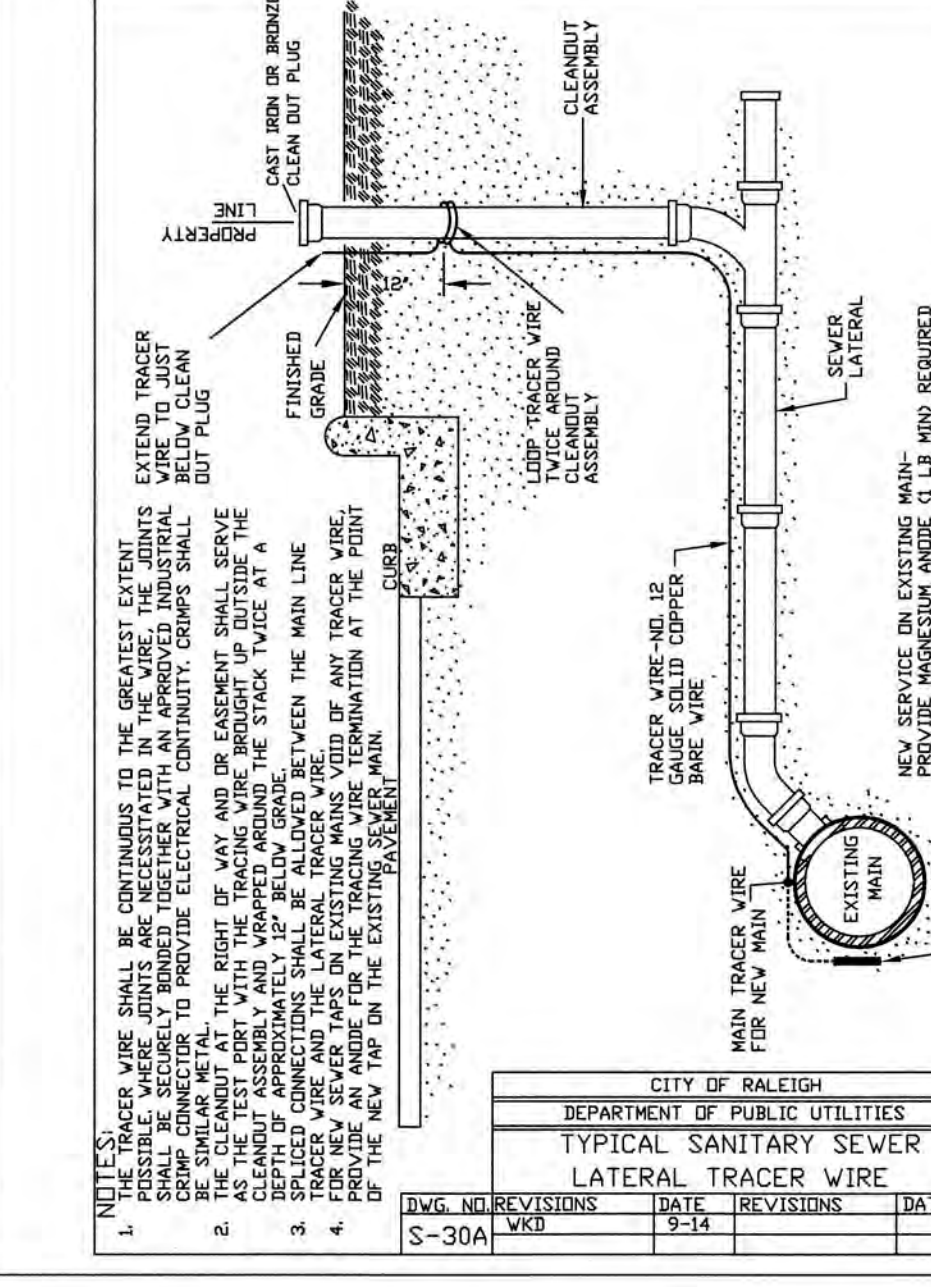 NOTES:
1. THE TRACER WIRE SHALL BE CONTINUOUS TO THE GREATEST EXTENT
POSSIBLE. WHERE JOINTS ARE NECESSITATED IN THE WIRE, THE JOINTS
SHALL BE SECURELY BONDED TOGETHER WITH AN APRROVED INDUSTRIAL
CRIMP CONNECTOR TO PROVIDE ELECTRICAL CONTINUITY. CRIMPS SHALL
BE SIMILAR METAL.
2. THE CLEANOUT AT THE RIGHT OF WAY AND OR EASEMENT SHALL SERVE
AS THE TEST PORT WITH THE TRACING WIRE BROUGHT UP OUTSIDE THE
CLEANOUT ASSEMBLY AND WRAPPED AROUND THE STACK TWICE AT A
DEPTH OF APPROXIMATELY 12" BELOW GRADE.
3. SPLICED CONNECTIONS SHALL BE ALLOWED BETWEEN THE MAIN LINE
TRACER WIRE AND THE LATERAL TRACER WIRE.
4. FOR NEW SEWER TAPS ON EXISTING MAINS VOID OF ANY TRACER WIRE,
PROVIDE AN ANODE FOR THE TRACING WIRE TERMINATION AT THE POINT
OF THE NEW TAP ON THE EXISTING SEWER MAIN.
EXTEND TRACER
WIRE TO JUST
BELOW CLEAN
OUT PLUG
PROPERTY
LINE
CAST IRON OR BRONZE
CLEAN OUT PLUG
FINISHED
GRADE
12"
PAVEMENT
CURB
LOOP TRACER WIRE
TWICE AROUND
CLEANOUT
ASSEMBLY
CLEANOUT
ASSEMBLY
TRACER WIRE-NO. 12
GAUGE SOLID COPPER
BARE WIRE
SEWER
LATERAL
MAIN TRACER WIRE
FOR NEW MAIN
EXISTING
MAIN
NEW SERVICE ON EXISTING MAIN-
PROVIDE MAGNESIUM ANODE (1 LB MIN) REQUIRED
CITY OF RALEIGH
DEPARTMENT OF PUBLIC UTILITIES
TYPICAL SANITARY SEWER
LATERAL TRACER WIRE
DWG. NO. REVISIONS DATE REVISIONS
S-30A WKD 9-14